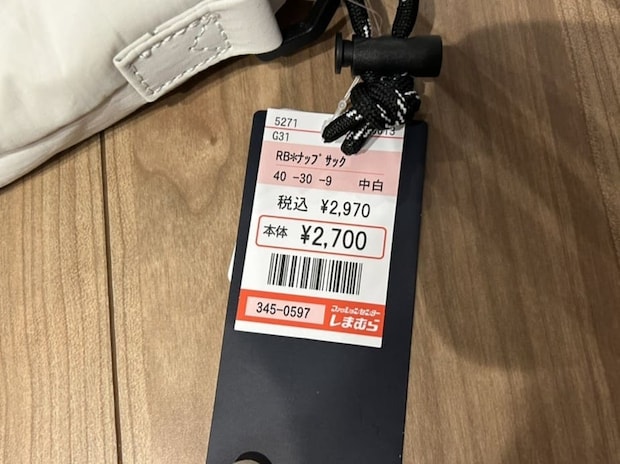 5271
G31
RB*ナップサック
40 -30 -9 中白
税込 ¥2,970
本体 ¥2,700
345-0597
ファッションセンター
しまむら